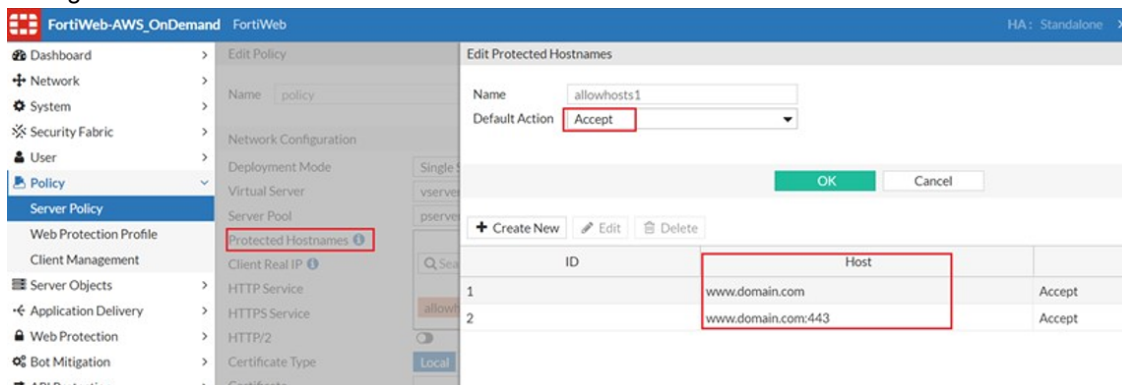 FortiWeb-AWS_OnDemand FortiWeb HA: Standalone
Dashboard
Network
System
Security Fabric
User
Policy
Server Policy
Web Protection Profile
Client Management
Server Objects
Application Delivery
Web Protection
Bot Mitigation
Edit Policy
Name policy
Network Configuration
Deployment Mode Single
Virtual Server vserver
Server Pool pserver
Protected Hostnames
Client Real IP
HTTP Service
HTTPS Service
HTTP/2
Certificate Type Local
Edit Protected Hostnames
Name allowhosts1
Default Action Accept
OK Cancel
+ Create New Edit Delete
ID Host
1 www.domain.com Accept
2 www.domain.com:443 Accept